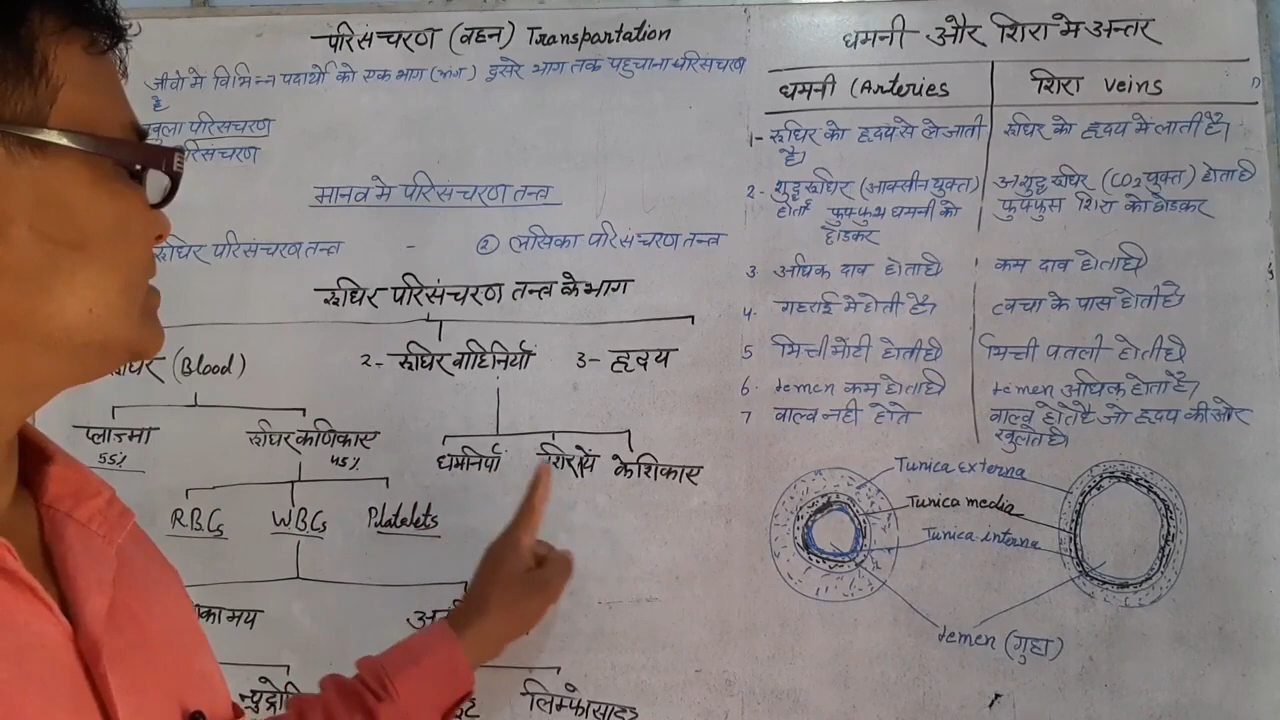 परिसंचरण (वहन) Transpartation
जीवो मे विभिन्न पदार्थो को एक भाग (अंग) दुसरे भाग तक पहुचाना परिसंचरण
है
खुला परिसंचरण
परिसंचरण
मानव मे परिसंचरण तन्त्र
रुधिर परिसंचरण तन्त्र - ② लसिका परिसंचरण तन्त्र
रुधिर परिसंचरण तन्त्र के भाग
रुधिर (Blood) 2- रुधिर वाहिनियाँ 3- हृदय
प्लाज्मा रुधिर कणिकाए
55% 45%
धमनियाँ शिरायें केशिकाए
RBCs WBCs Platelets
कामय
लिम्फोसाइट
धमनी और शिरा मे अन्तर
धमनी (Arteries शिरा veins
1- रुधिर को हृदय से ले जाती है। रुधिर को हृदय में लाती है।
2- शुद्ध रुधिर (आक्सीन युक्त) अशुद्ध रुधिर (CO₂ युक्त) होता है
होता फुफ्फुस धमनी को फुफ्फुस शिरा को छोडकर
छोडकर
3. अधिक दाव होता है कम दाव होता है
4. गहराई मे होती है। त्वचा के पास होती है
5 भित्ती मोटी होती है भित्ती पतली होती है
6. lemen कम होता है lemen अधिक होता है।
7 वाल्व नही होते वाल्व होते है जो हृदय की ओर
खुलते है।
Tunica externa
Tunica media
Tunica interna
lemen (गुहा)